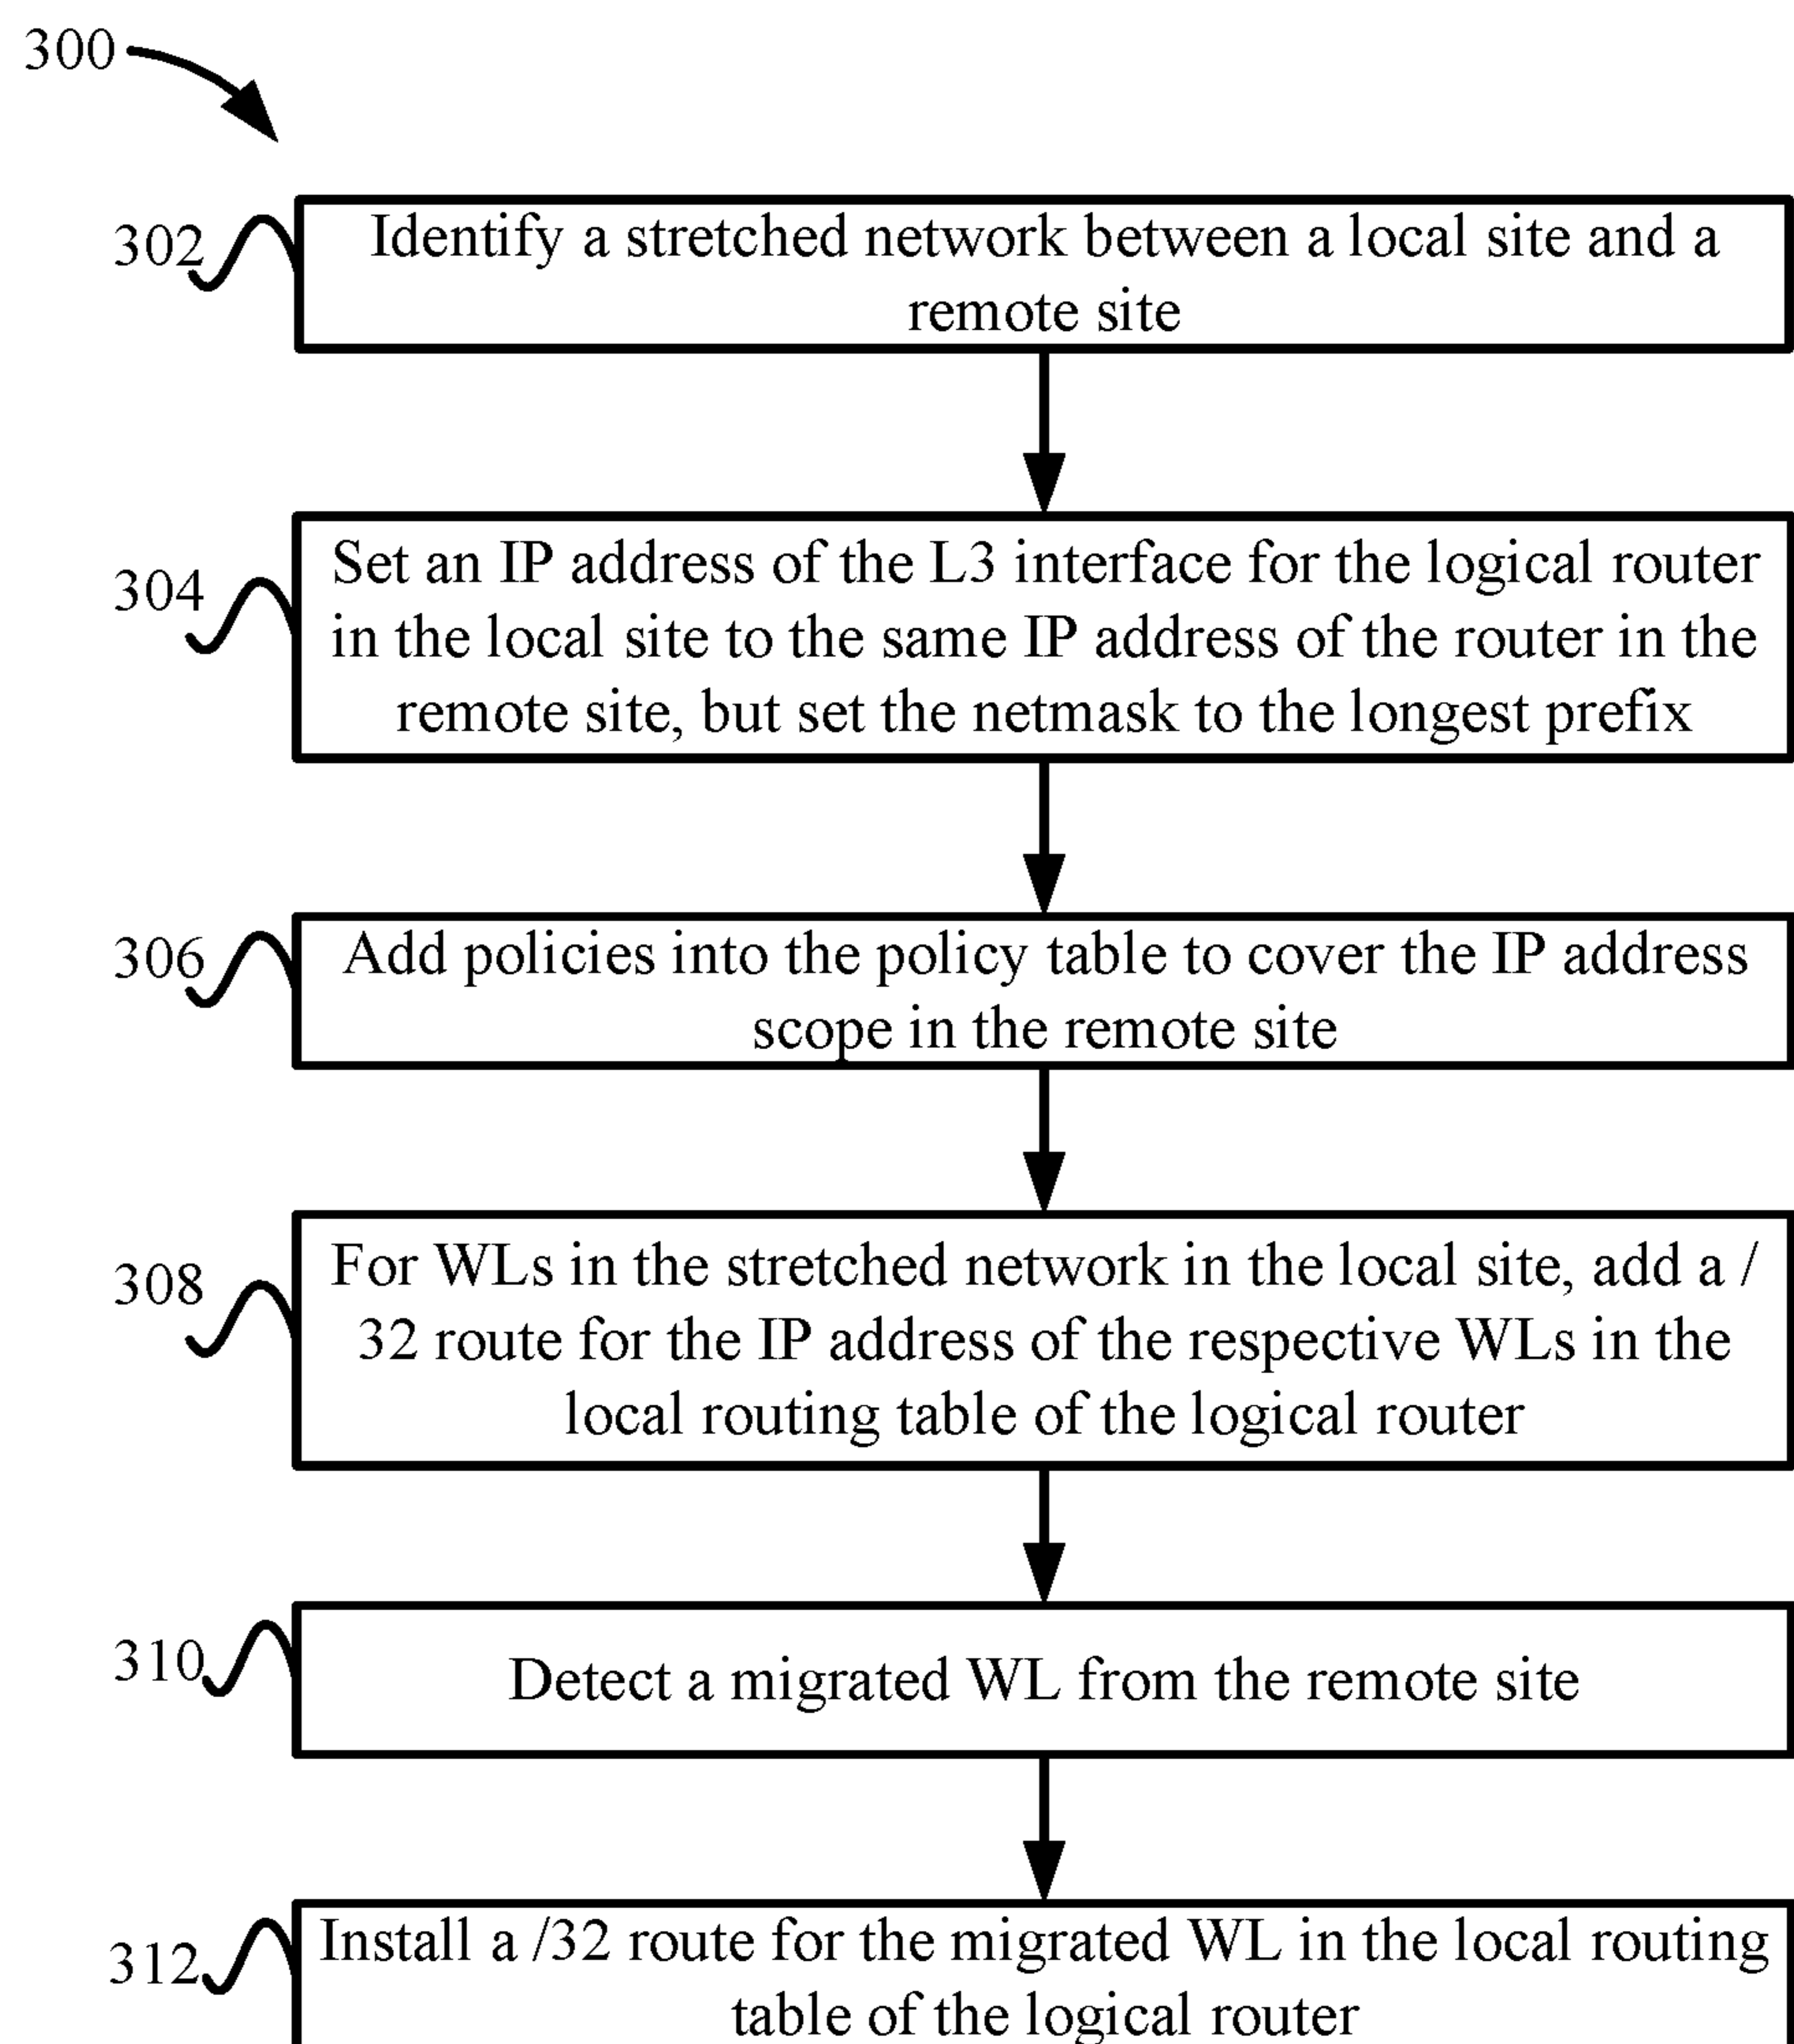 300
302
Identify a stretched network between a local site and a
remote site
304
Set an IP address of the L3 interface for the logical router
in the local site to the same IP address of the router in the
remote site, but set the netmask to the longest prefix
306
Add policies into the policy table to cover the IP address
scope in the remote site
308
For WLs in the stretched network in the local site, add a /
32 route for the IP address of the respective WLs in the
local routing table of the logical router
310
Detect a migrated WL from the remote site
312
Install a /32 route for the migrated WL in the local routing
table of the logical router